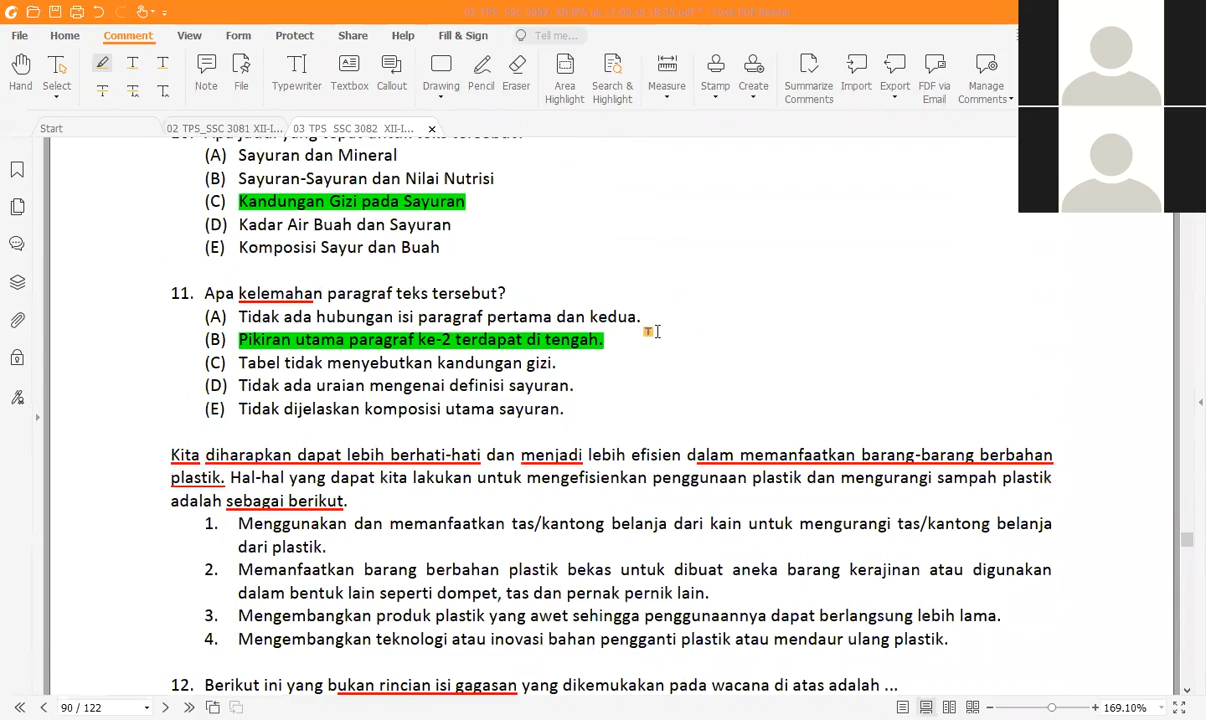 File Home Comment View Form Protect Share Help Fill & Sign Tell me...
Hand Select Note File Typewriter Textbox Callout Drawing Pencil Eraser Area Highlight Search & Highlight Measure Stamp Create Summarize Comments Import Export FDV via Email Manage Comments
Start 02 TPS_SSC 3081 XII-I... 03 TPS SSC 3082 XII-I...
(A) Sayuran dan Mineral
(B) Sayuran-Sayuran dan Nilai Nutrisi
(C) Kandungan Gizi pada Sayuran
(D) Kadar Air Buah dan Sayuran
(E) Komposisi Sayur dan Buah
11. Apa kelemahan paragraf teks tersebut?
(A) Tidak ada hubungan isi paragraf pertama dan kedua.
(B) Pikiran utama paragraf ke-2 terdapat di tengah.
(C) Tabel tidak menyebutkan kandungan gizi.
(D) Tidak ada uraian mengenai definisi sayuran.
(E) Tidak dijelaskan komposisi utama sayuran.
Kita diharapkan dapat lebih berhati-hati dan menjadi lebih efisien dalam memanfaatkan barang-barang berbahan
plastik. Hal-hal yang dapat kita lakukan untuk mengefisienkan penggunaan plastik dan mengurangi sampah plastik
adalah sebagai berikut.
1. Menggunakan dan memanfaatkan tas/kantong belanja dari kain untuk mengurangi tas/kantong belanja
dari plastik.
2. Memanfaatkan barang berbahan plastik bekas untuk dibuat aneka barang kerajinan atau digunakan
dalam bentuk lain seperti dompet, tas dan pernak pernik lain.
3. Mengembangkan produk plastik yang awet sehingga penggunaannya dapat berlangsung lebih lama.
4. Mengembangkan teknologi atau inovasi bahan pengganti plastik atau mendaur ulang plastik.
12. Berikut ini yang bukan rincian isi gagasan yang dikemukakan pada wacana di atas adalah ...
90 / 122 169.10%